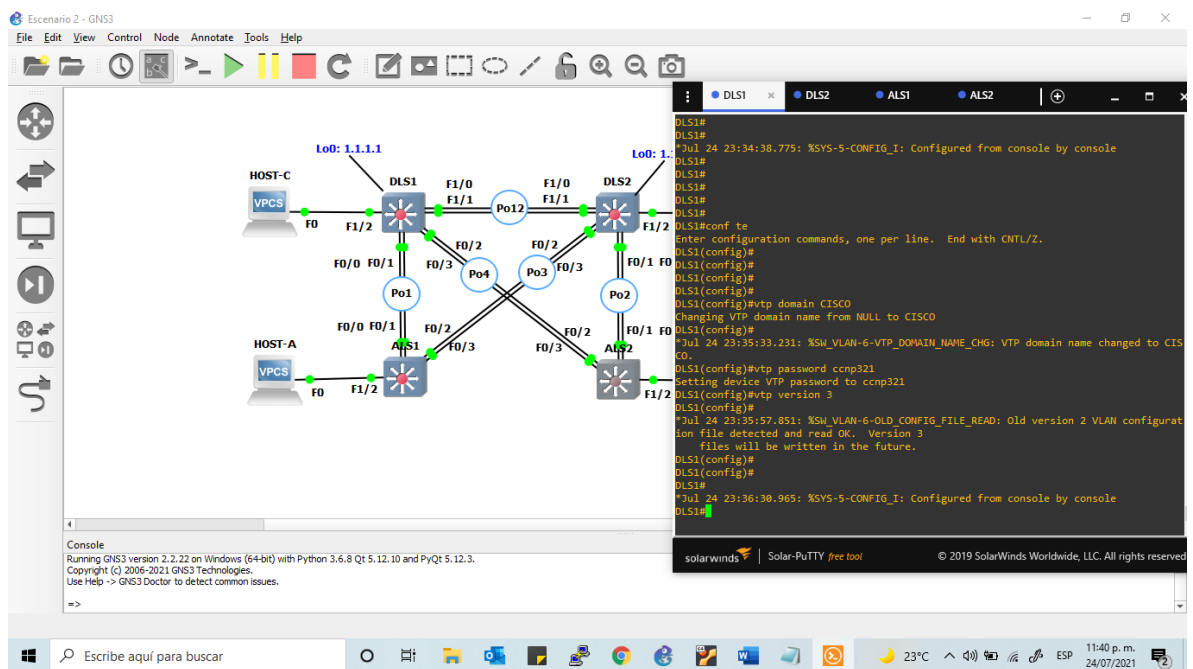 Escenario 2 - GNS3
File Edit View Control Node Annotate Tools Help
Lo0: 1.1.1.1
Lo0: 1.
HOST-C
DLS1
F1/0
F1/0
DLS2
VPCS
F1/1
Po12
F1/1
F0
F1/2
F1/2
F0/2
F0/2
F0/0 F0/1
F0/3
Po4
Po3
F0/3
F0/1 F0
Po1
Po2
F0/0 F0/1
F0/2
F0/2
F0/1 F0
HOST-A
ALS1
F0/3
F0/3
ALS2
VPCS
F0
F1/2
F1/2
DLS1
DLS2
ALS1
ALS2
DLS1#
DLS1#
*Jul 24 23:34:38.775: %SYS-5-CONFIG_I: Configured from console by console
DLS1#
DLS1#
DLS1#
DLS1#
DLS1#
DLS1#conf te
Enter configuration commands, one per line. End with CNTL/Z.
DLS1(config)#
DLS1(config)#
DLS1(config)#
DLS1(config)#
DLS1(config)#vtp domain CISCO
Changing VTP domain name from NULL to CISCO
DLS1(config)#
*Jul 24 23:35:33.231: %SW_VLAN-6-VTP_DOMAIN_NAME_CHG: VTP domain name changed to CIS
CO.
DLS1(config)#vtp password ccnp321
Setting device VTP password to ccnp321
DLS1(config)#vtp version 3
DLS1(config)#
*Jul 24 23:35:57.851: %SW_VLAN-6-OLD_CONFIG_FILE_READ: Old version 2 VLAN configurat
ion file detected and read OK. Version 3
files will be written in the future.
DLS1(config)#
DLS1(config)#
DLS1#
*Jul 24 23:36:30.965: %SYS-5-CONFIG_I: Configured from console by console
DLS1#
solarwinds Solar-PuTTY free tool © 2019 SolarWinds Worldwide, LLC. All rights reserved
Console
Running GNS3 version 2.2.22 on Windows (64-bit) with Python 3.6.8 Qt 5.12.10 and PyQt 5.12.3.
Copyright (c) 2006-2021 GNS3 Technologies.
Use Help -> GNS3 Doctor to detect common issues.
=>
Escribe aquí para buscar
23°C
ESP
11:40 p. m.
24/07/2021
2